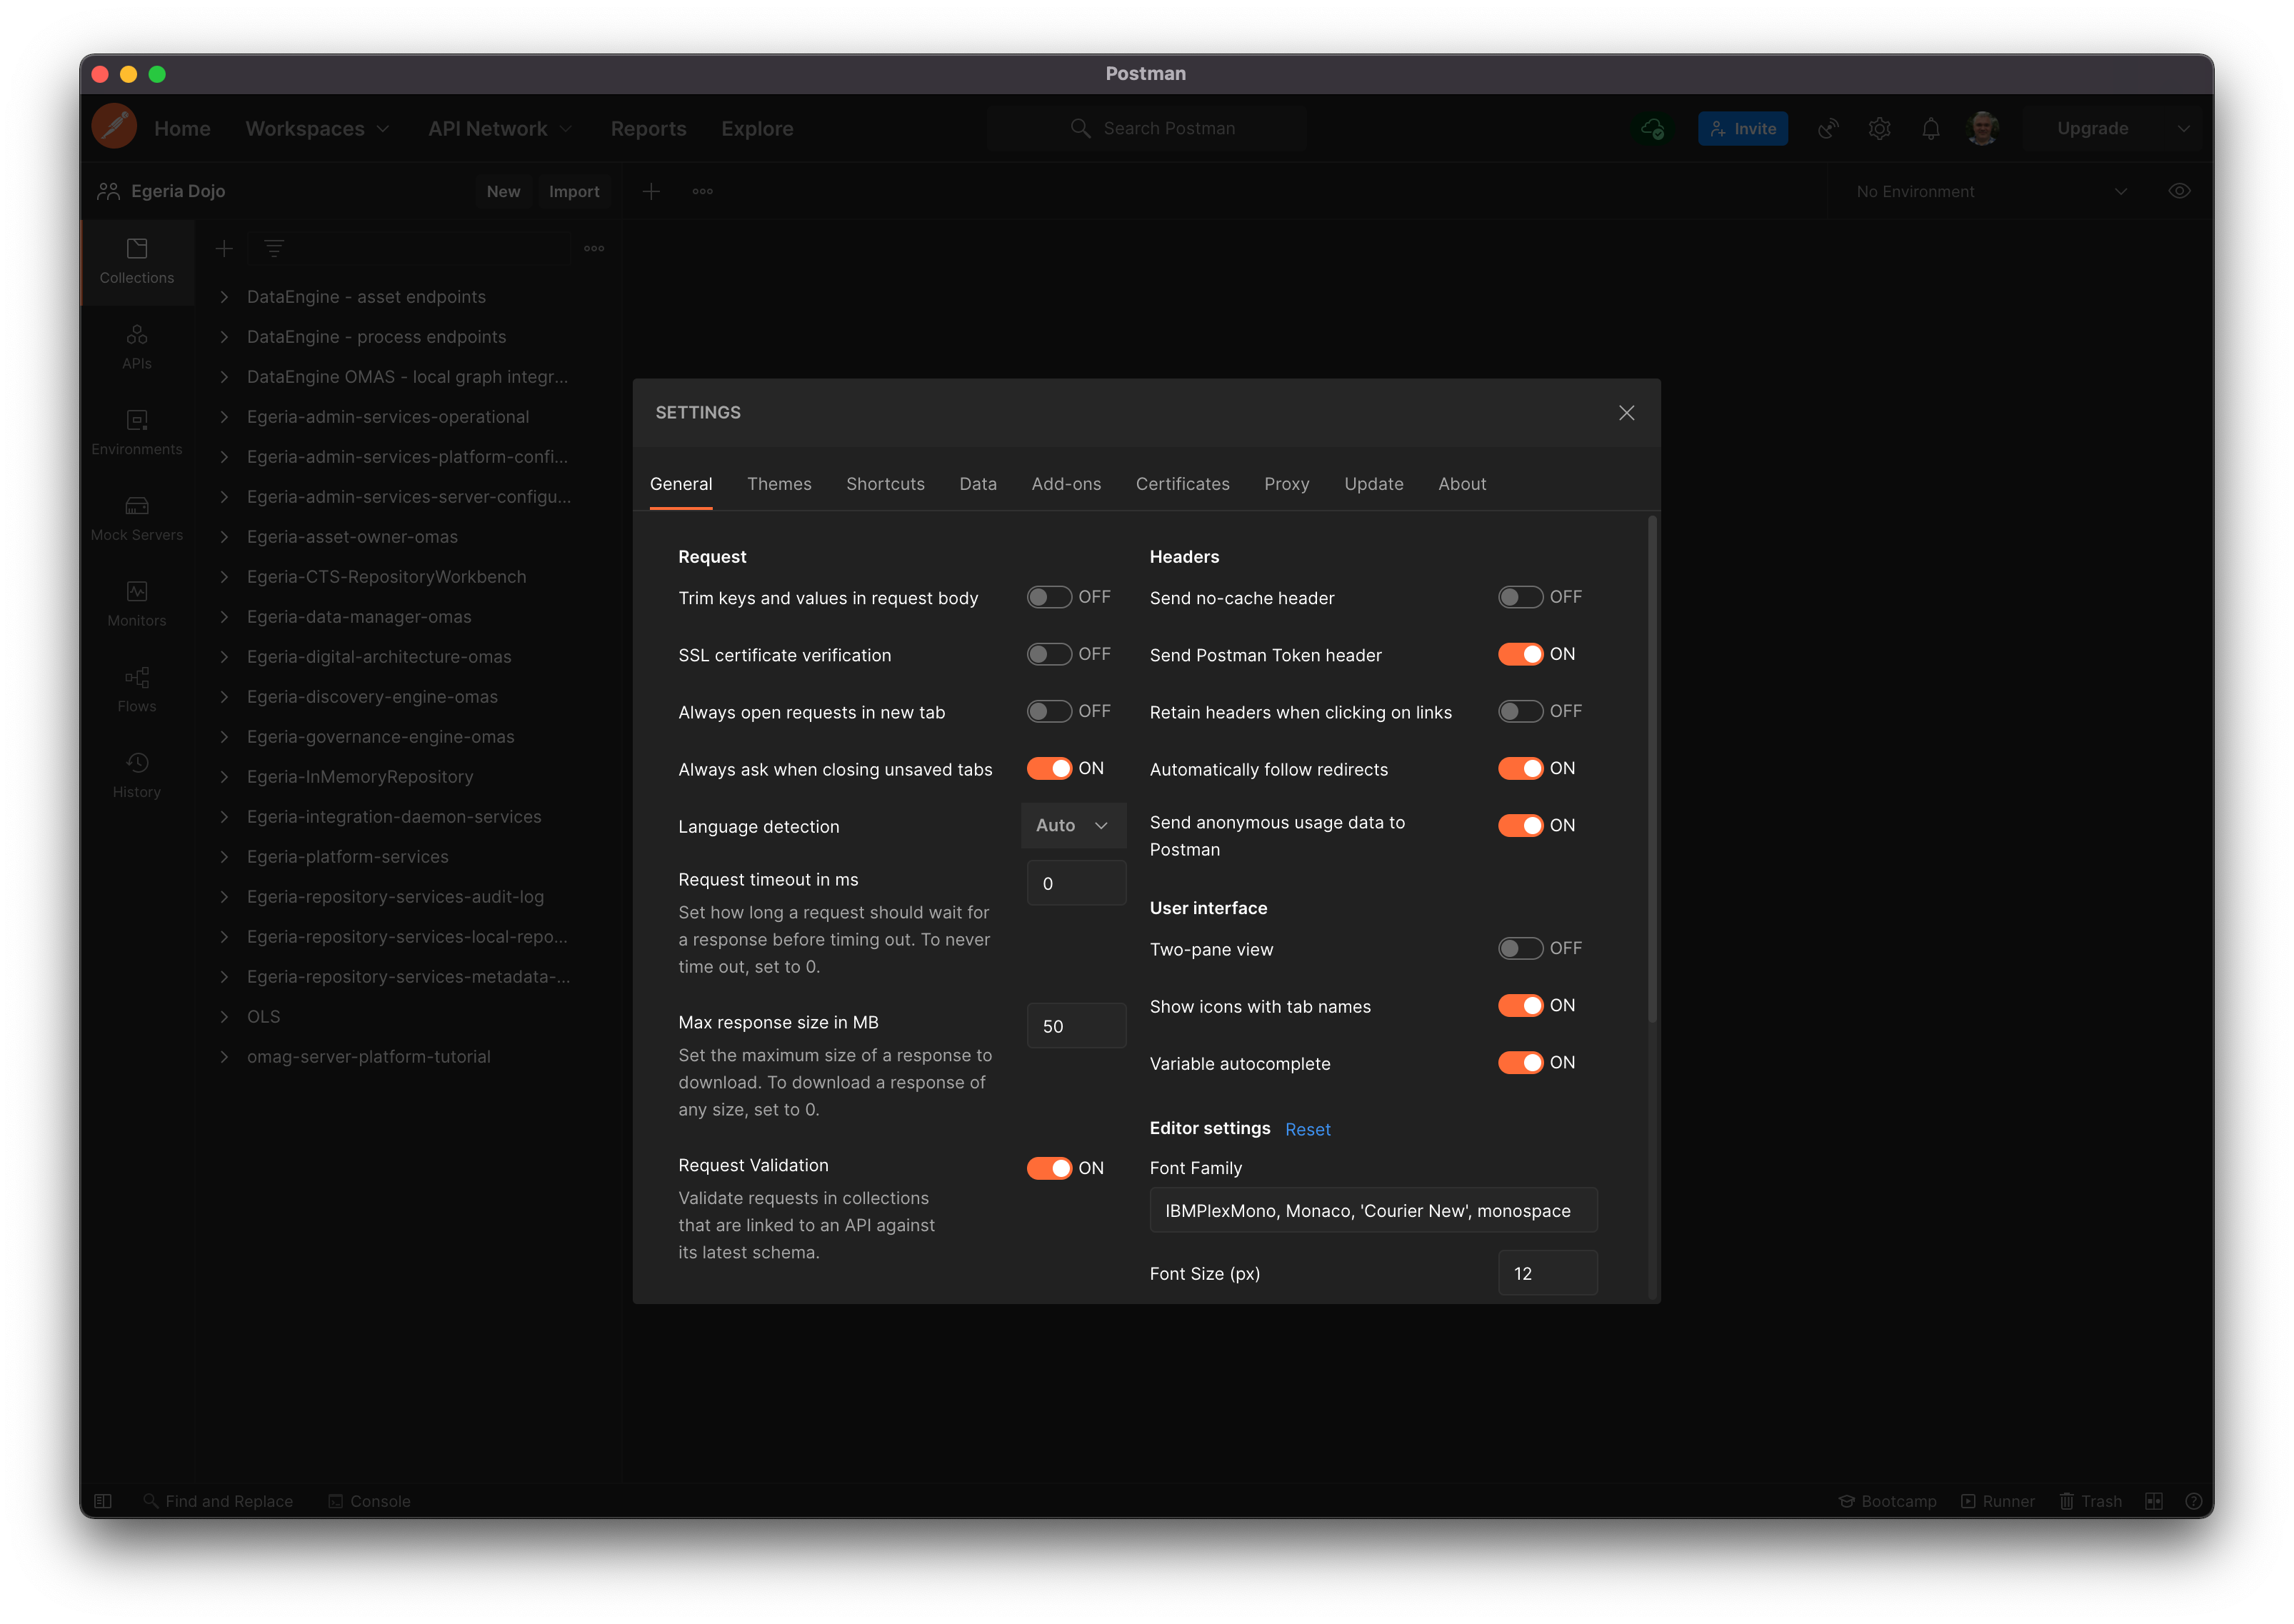 Postman
Home Workspaces API Network Reports Explore Search Postman Invite Upgrade
Egeria Dojo New Import No Environment
Collections
APIs
Environments
Mock Servers
Monitors
Flows
History
DataEngine - asset endpoints
DataEngine - process endpoints
DataEngine OMAS - local graph integr...
Egeria-admin-services-operational
Egeria-admin-services-platform-confi...
Egeria-admin-services-server-configu...
Egeria-asset-owner-omas
Egeria-CTS-RepositoryWorkbench
Egeria-data-manager-omas
Egeria-digital-architecture-omas
Egeria-discovery-engine-omas
Egeria-governance-engine-omas
Egeria-InMemoryRepository
Egeria-integration-daemon-services
Egeria-platform-services
Egeria-repository-services-audit-log
Egeria-repository-services-local-repo...
Egeria-repository-services-metadata-...
OLS
omag-server-platform-tutorial
SETTINGS
General Themes Shortcuts Data Add-ons Certificates Proxy Update About
Request
Trim keys and values in request body OFF
SSL certificate verification OFF
Always open requests in new tab OFF
Always ask when closing unsaved tabs ON
Language detection Auto
Request timeout in ms 0
Set how long a request should wait for
a response before timing out. To never
time out, set to 0.
Max response size in MB 50
Set the maximum size of a response to
download. To download a response of
any size, set to 0.
Request Validation ON
Validate requests in collections
that are linked to an API against
its latest schema.
Headers
Send no-cache header OFF
Send Postman Token header ON
Retain headers when clicking on links OFF
Automatically follow redirects ON
Send anonymous usage data to ON
Postman
User interface
Two-pane view OFF
Show icons with tab names ON
Variable autocomplete ON
Editor settings Reset
Font Family
IBMPlexMono, Monaco, 'Courier New', monospace
Font Size (px) 12
Find and Replace Console Bootcamp Runner Trash